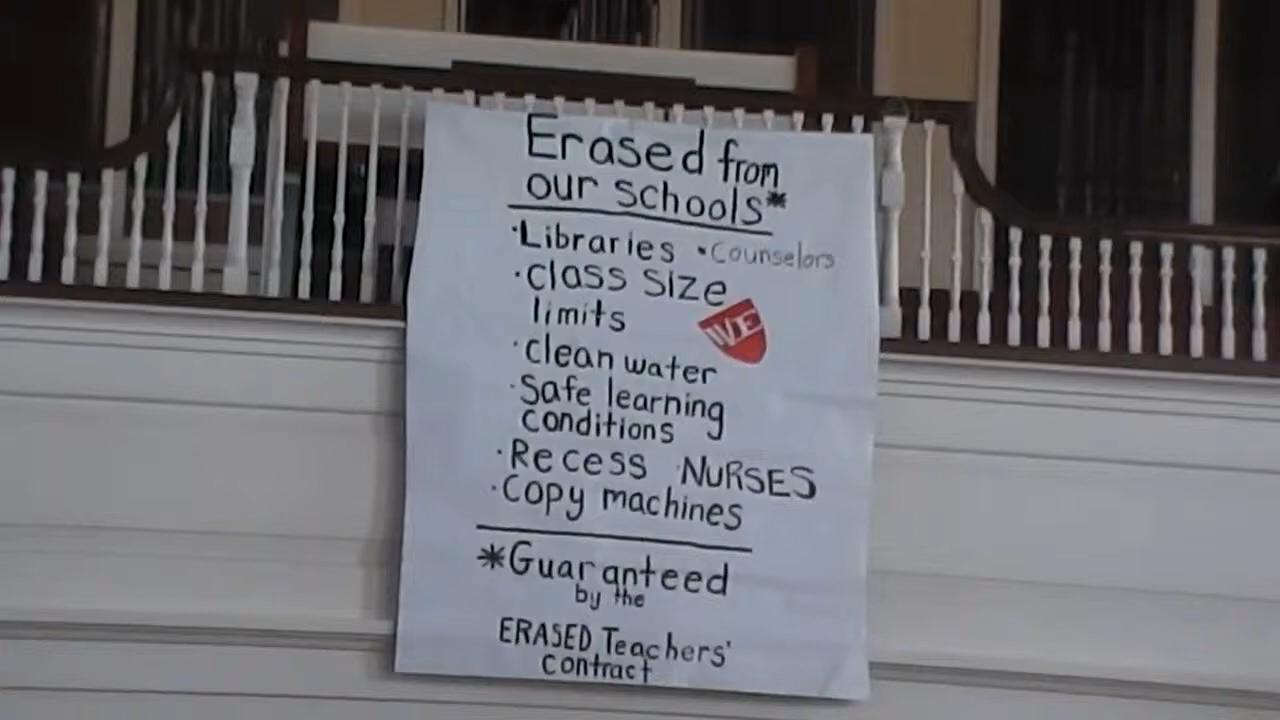 Erased from
our schools*
·Libraries ·Counselors
·class size
limits
WE
·clean water
·Safe learning
conditions
·Recess ·NURSES
·Copy machines
*Guaranteed
by the
ERASED Teachers'
contract